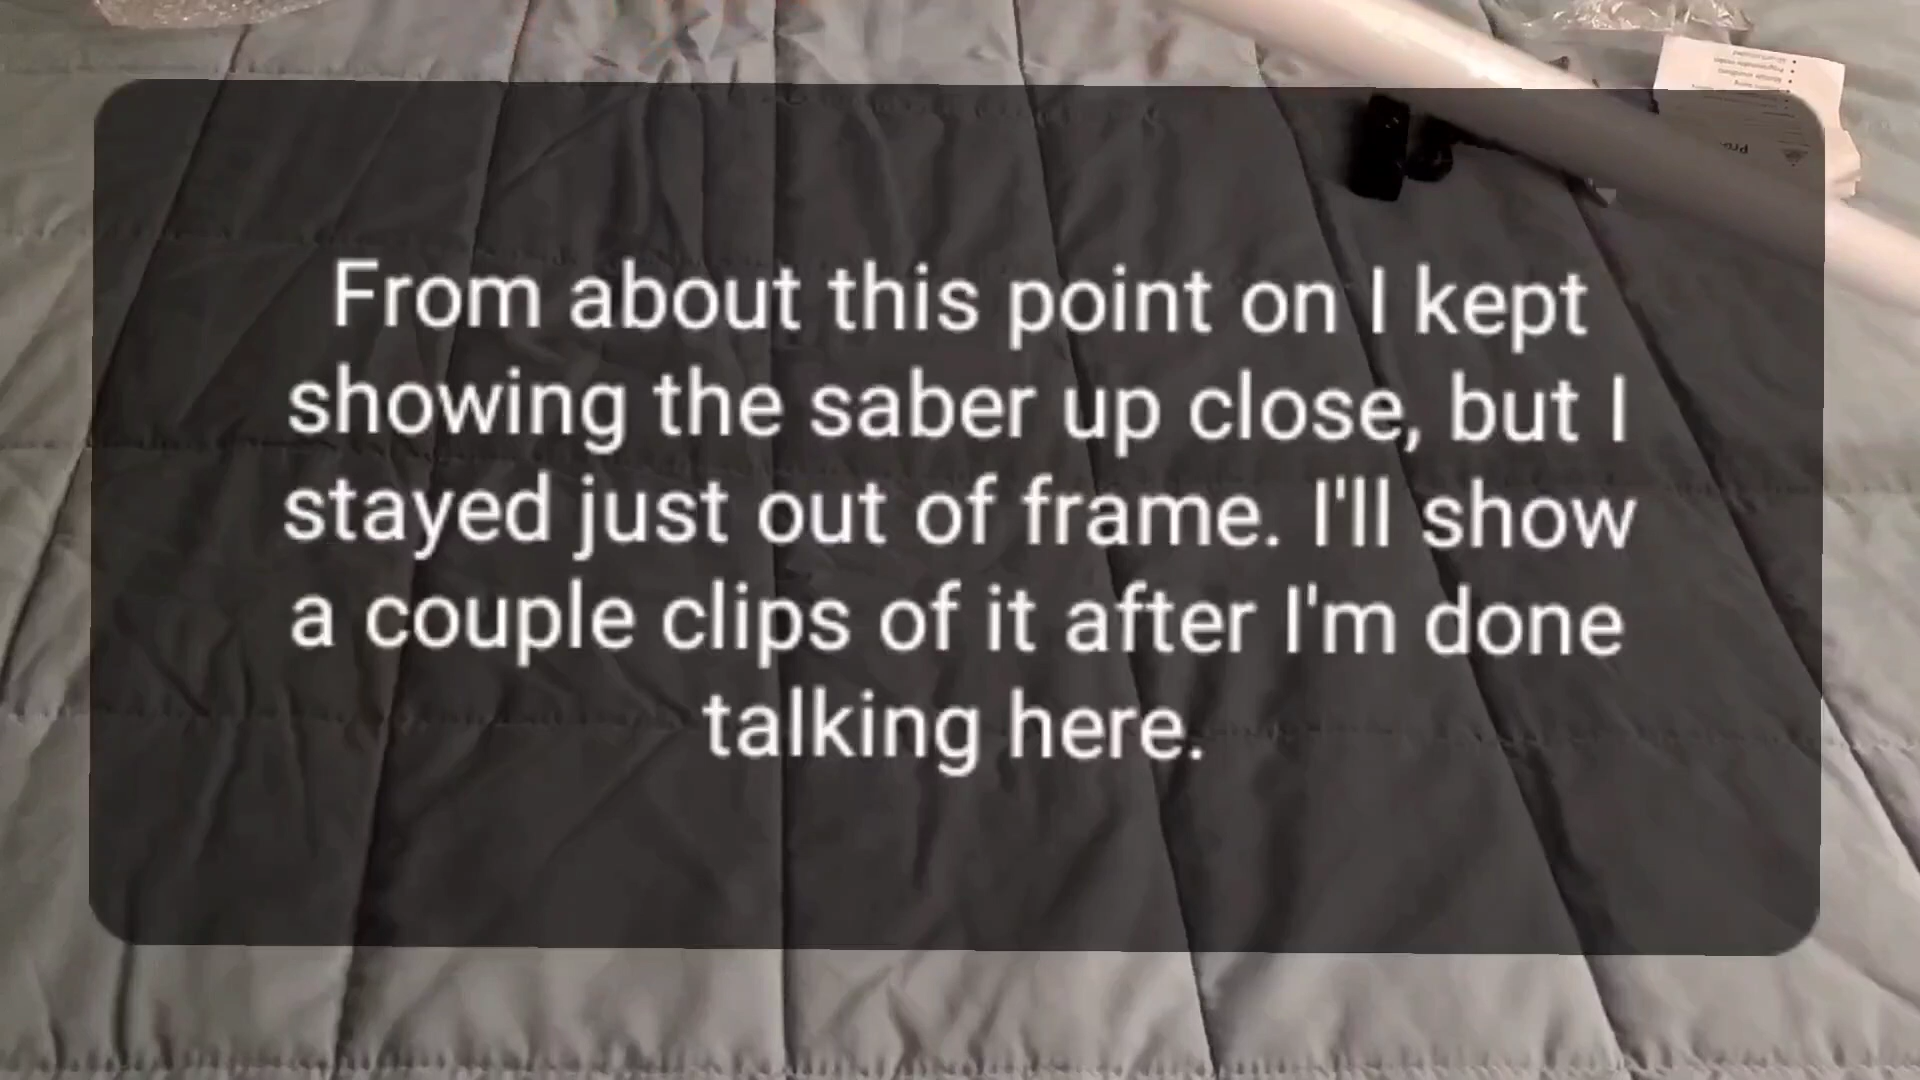 From about this point on I kept
showing the saber up close, but I
stayed just out of frame. I'll show
a couple clips of it after I'm done
talking here.